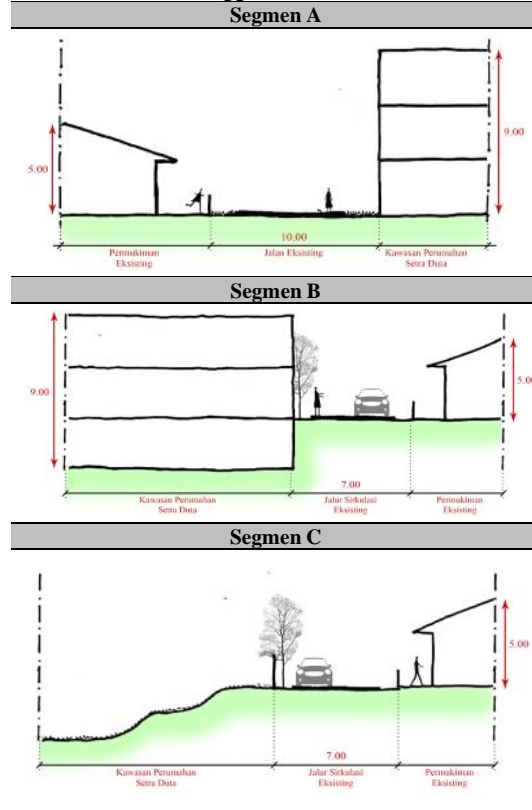 Segmen A
5.00
9.00
10.00
Permukiman
Eksisting
Jalan Eksisting
Kawasan Perumahan
Setra Duta
Segmen B
9.00
5.00
7.00
Kawasan Perumahan
Setra Duta
Jalur Sirkulasi
Eksisting
Permukiman
Eksisting
Segmen C
5.00
7.00
Kawasan Perumahan
Setra Duta
Jalur Sirkulasi
Eksisting
Permukiman
Eksisting